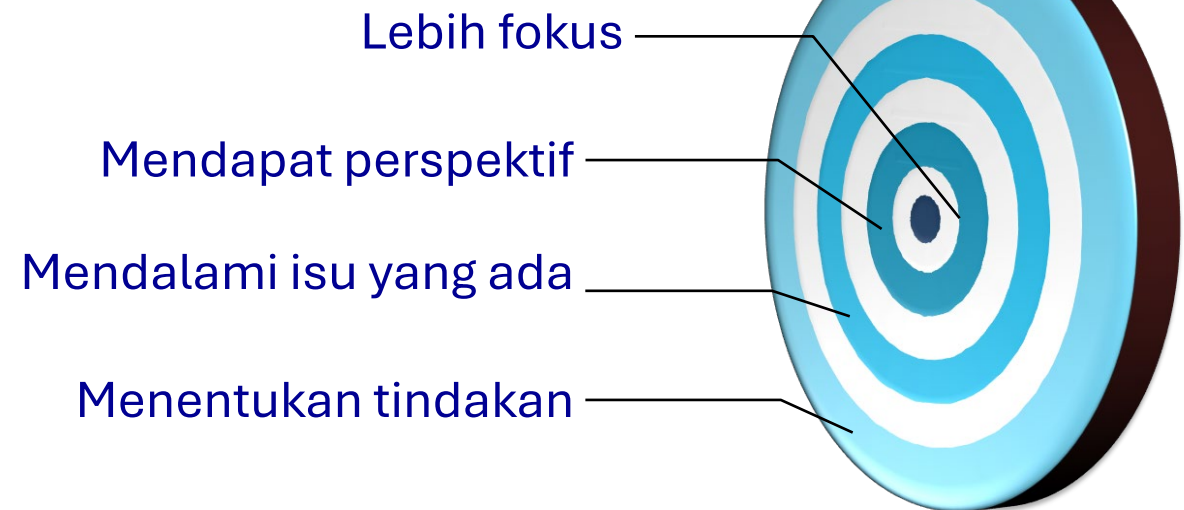 Lebih fokus
Mendapat perspektif
Mendalami isu yang ada
Menentukan tindakan